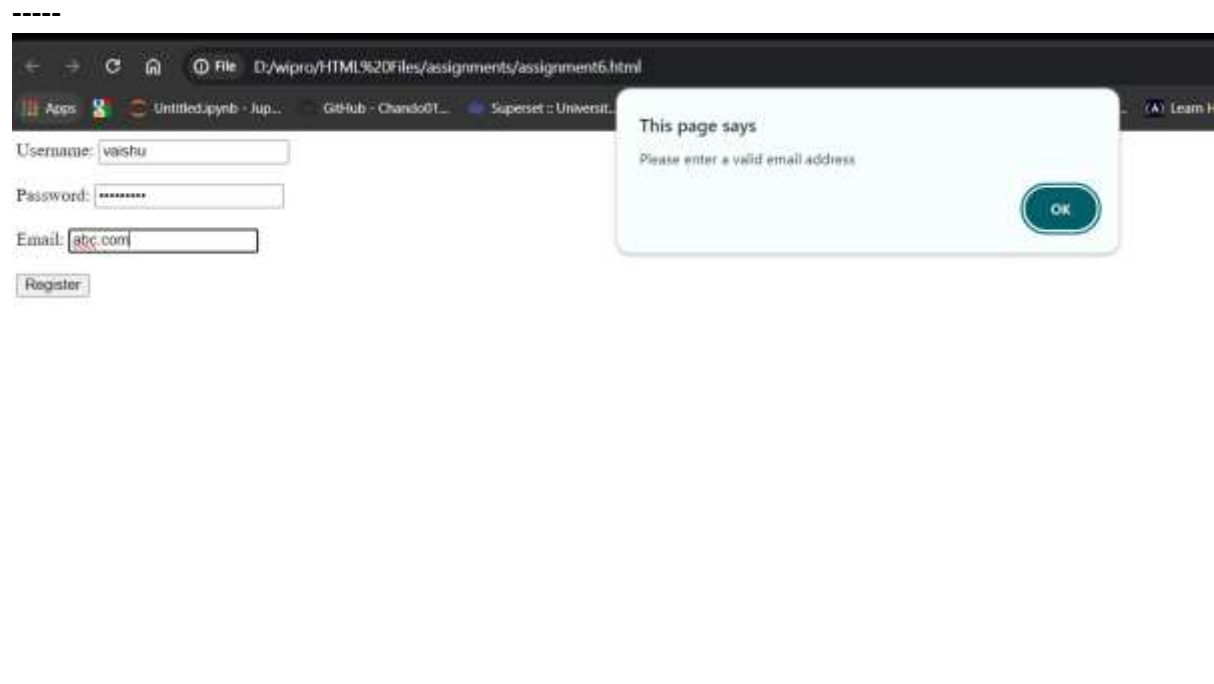 -----
File D:/wipro/HTML%20Files/assignments/assignment6.html
Apps Untitled.ipynb - Jup... GitHub - Chando01... Superset :: Universit... Learn H
This page says
Please enter a valid email address
OK
Username: vaishu
Password: •••••••••
Email: abc.com
Register